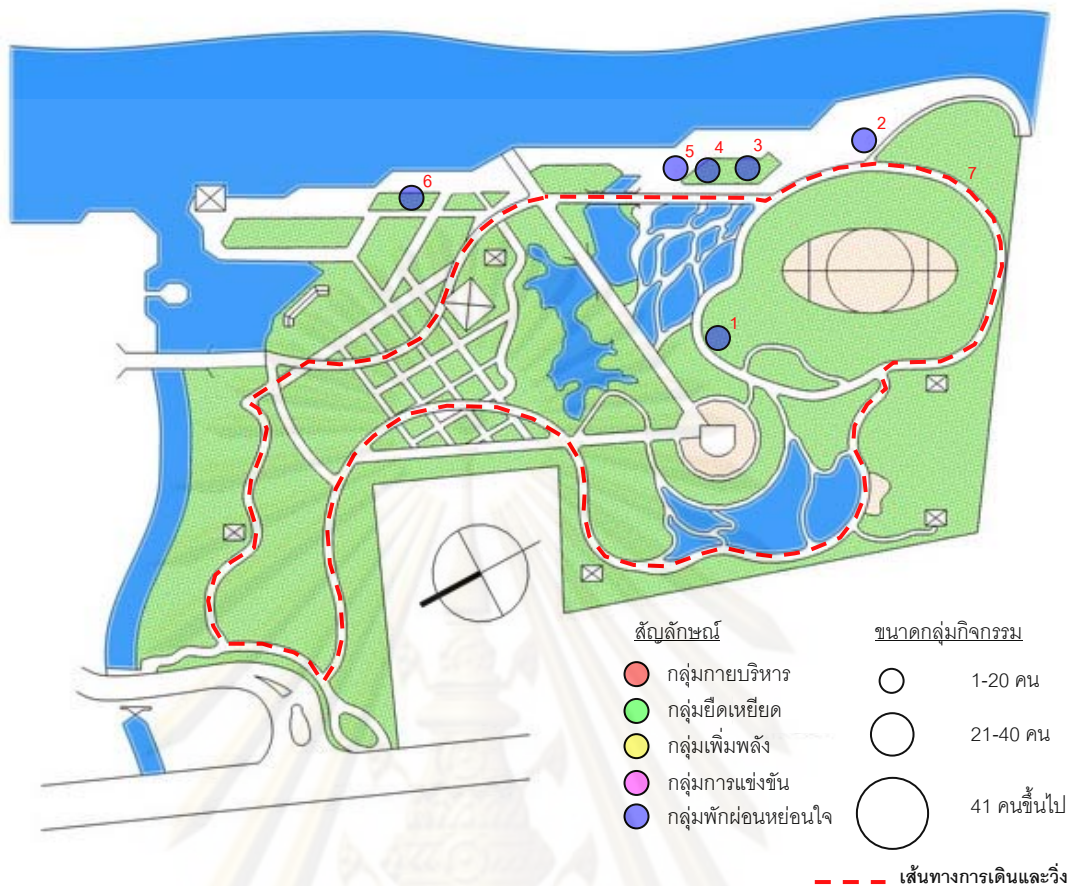 2
5 4 3
7
6
1
สัญลักษณ์
กลุ่มกายบริหาร
กลุ่มยืดเหยียด
กลุ่มเพิ่มพลัง
กลุ่มการแข่งขัน
กลุ่มพักผ่อนหย่อนใจ
ขนาดกลุ่มกิจกรรม
1-20 คน
21-40 คน
41 คนขึ้นไป
เส้นทางการเดินและวิ่ง